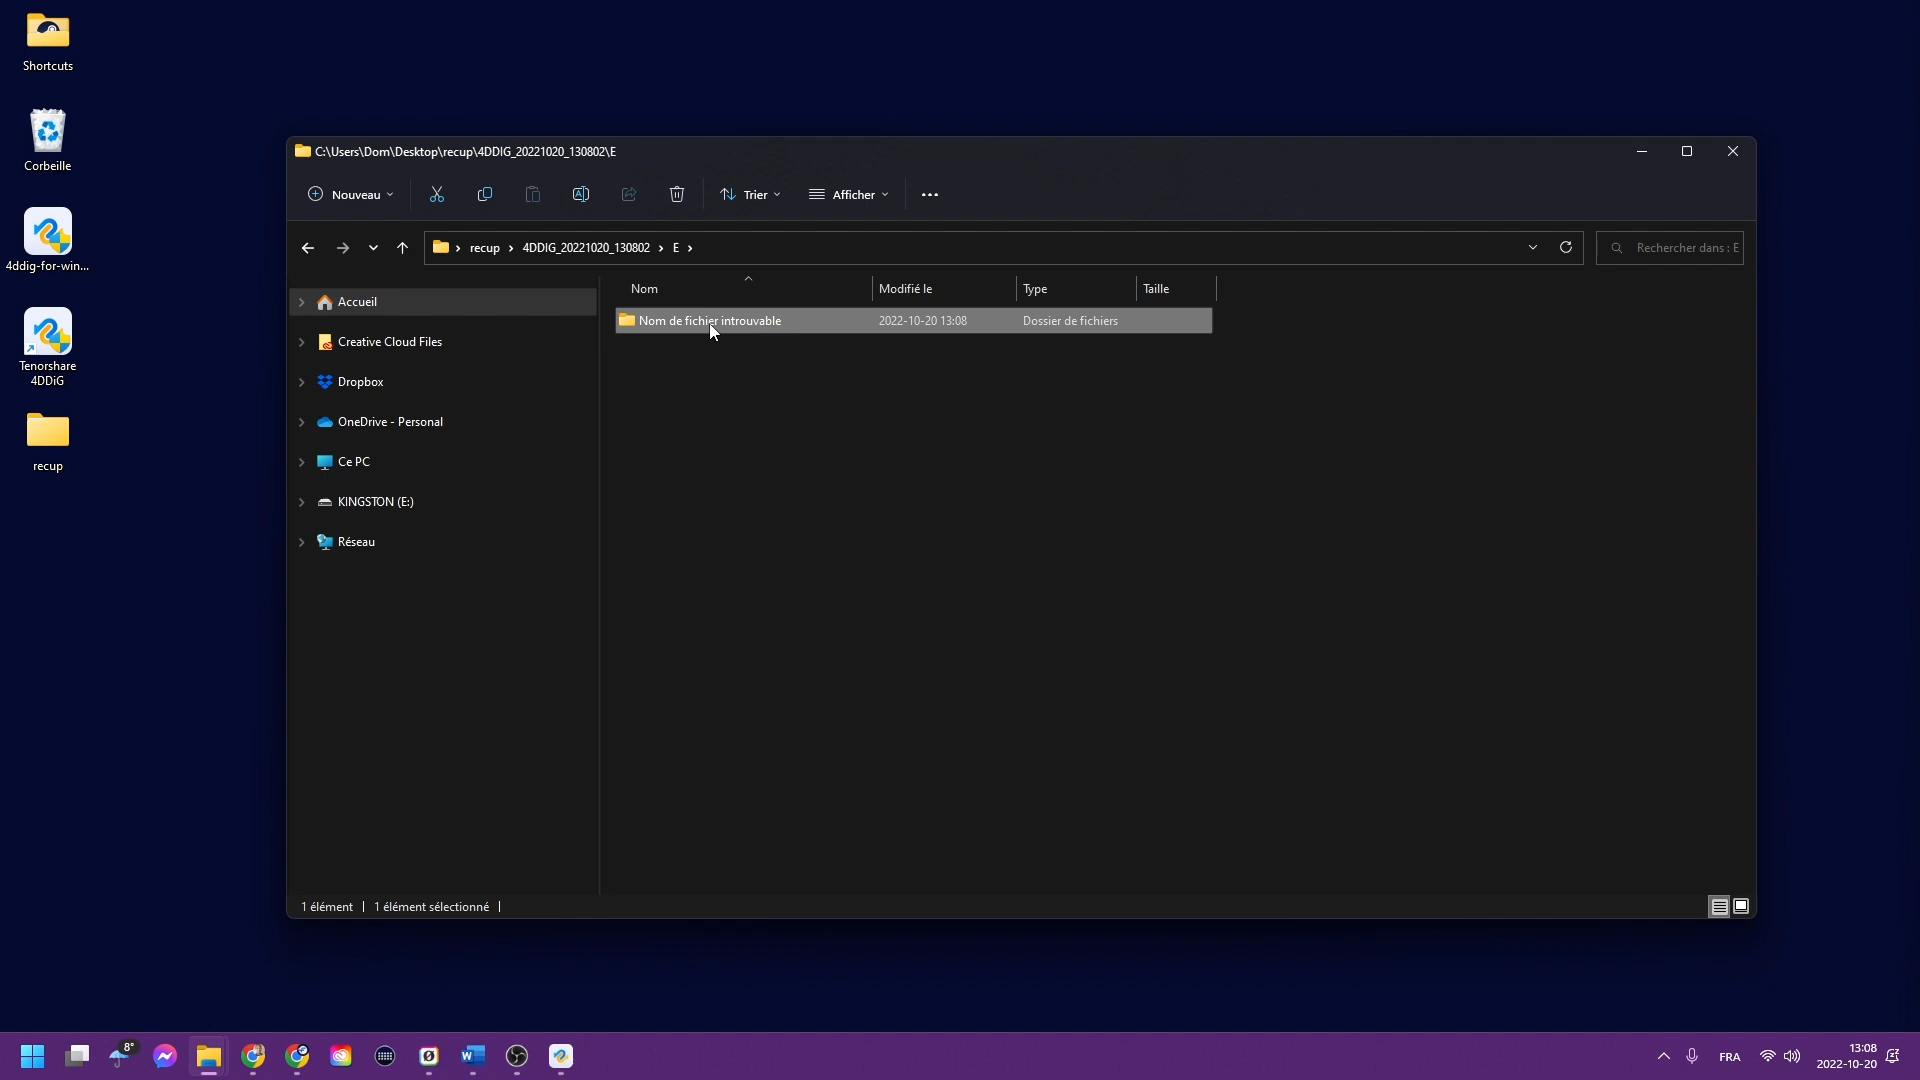 Shortcuts
Corbeille
4ddig-for-win...
Tenorshare
4DDiG
recup
C:\Users\Dom\Desktop\recup\4DDIG_20221020_130802\E
Nouveau
Trier
Afficher
recup
4DDIG_20221020_130802
E
Rechercher dans : E
Accueil
Creative Cloud Files
Dropbox
OneDrive - Personal
Ce PC
KINGSTON (E:)
Réseau
Nom
Modifié le
Type
Taille
Nom de fichier introuvable
2022-10-20 13:08
Dossier de fichiers
1 élément
1 élément sélectionné
8°
FRA
13:08
2022-10-20